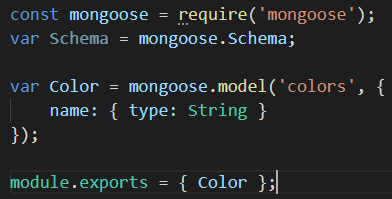 const mongoose = require('mongoose');
var Schema = mongoose.Schema;
var Color = mongoose.model('colors', {
    name: { type: String }
});
module.exports = { Color };